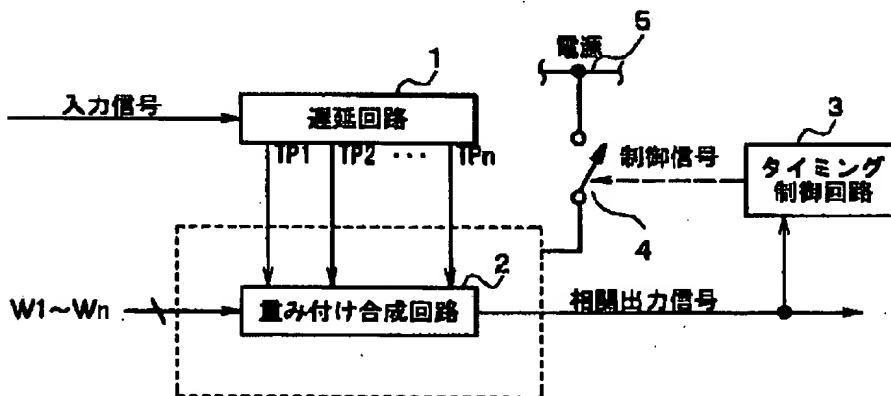 5
電源
1
入力信号
遅延回路
TP1 TP2 ··· TPn
3
制御信号
タイミング
制御回路
4
2
W1～Wn
重み付け合成回路
相関出力信号